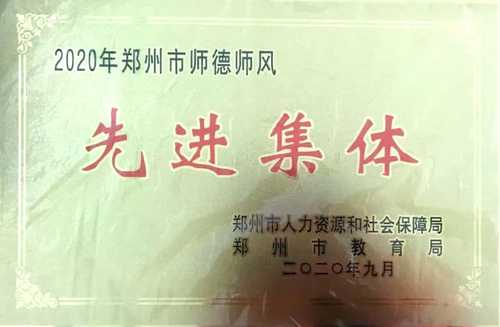 2020年郑州市师德师风
先进集体
郑州市人力资源和社会保障局
郑州市教育局
二〇二〇年九月